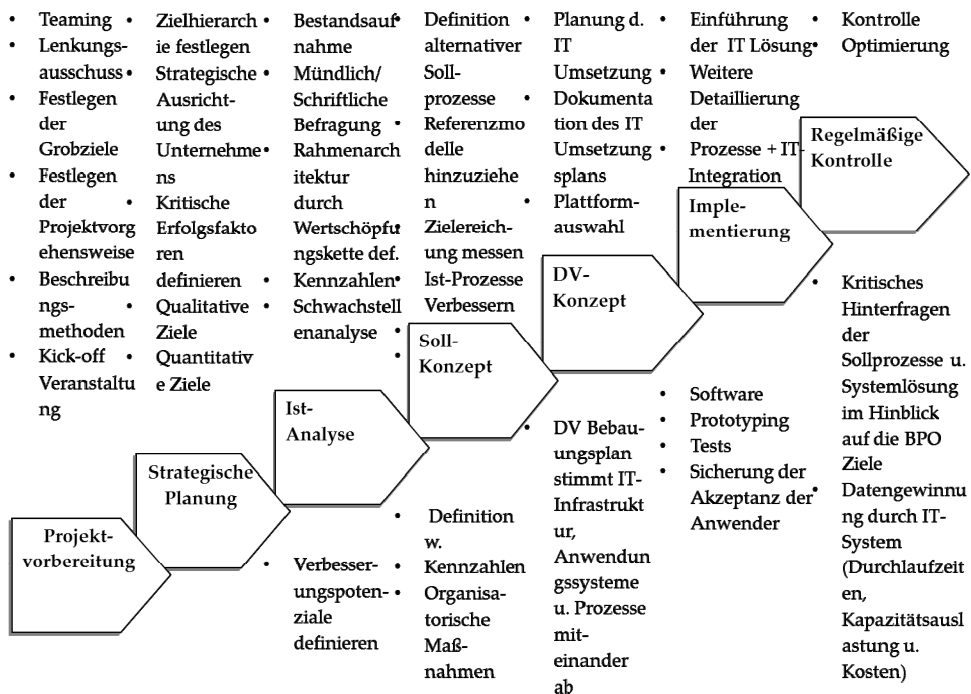 • Teaming
• Lenkungs-
ausschuss
• Festlegen
der
Grobziele
• Festlegen
der
Projektvorg
ehensweise
• Beschreibu
ngs-
methoden
• Kick-off
Veranstaltu
ng
• Zielhierarch
ie festlegen
• Strategische
Ausricht-
ung des
Unternehme
ns
• Kritische
Erfolgsfakto
ren
definieren
• Qualitative
Ziele
• Quantitativ
e Ziele
• Bestandsauf
nahme
• Mündlich/
Schriftliche
Befragung
• Rahmenarch
itektur
durch
Wertschöpfu
ngskette def.
• Kennzahlen
• Schwachstell
enanalyse
• Definition
alternativer
Soll-
prozesse
• Referenzmo
delle
hinzuziehe
n
Zielereich-
ung messen
• Ist-Prozesse
Verbessern
•
•
• Planung d.
IT
Umsetzung
• Dokumenta
tion des IT
Umsetzung
splans
• Plattform-
auswahl
• Einführung
der IT Lösung
• Weitere
Detaillierung
der
• Prozesse + IT-
Integration
• Kontrolle
• Optimierung
Regelmäßige
Kontrolle
Imple-
mentierung
DV-
Konzept
Soll-
Konzept
Ist-
Analyse
Strategische
Planung
Projekt-
vorbereitung
• Verbesser-
ungspoten-
ziale
definieren
• Definition
w.
• Kennzahlen
• Organisa-
torische
Maß-
nahmen
• DV Bebau-
ungsplan
stimmt IT-
Infrastrukt
ur,
Anwendun
gssysteme
u. Prozesse
mit-
einander
ab
• Software
• Prototyping
• Tests
• Sicherung der
Akzeptanz der
Anwender
• Kritisches
Hinterfragen
der
Sollprozesse u.
Systemlösung
im Hinblick
auf die BPO
Ziele
• Datengewinnu
ng durch IT-
System
(Durchlaufzeit
en,
Kapazitätsausl
astung u.
Kosten)